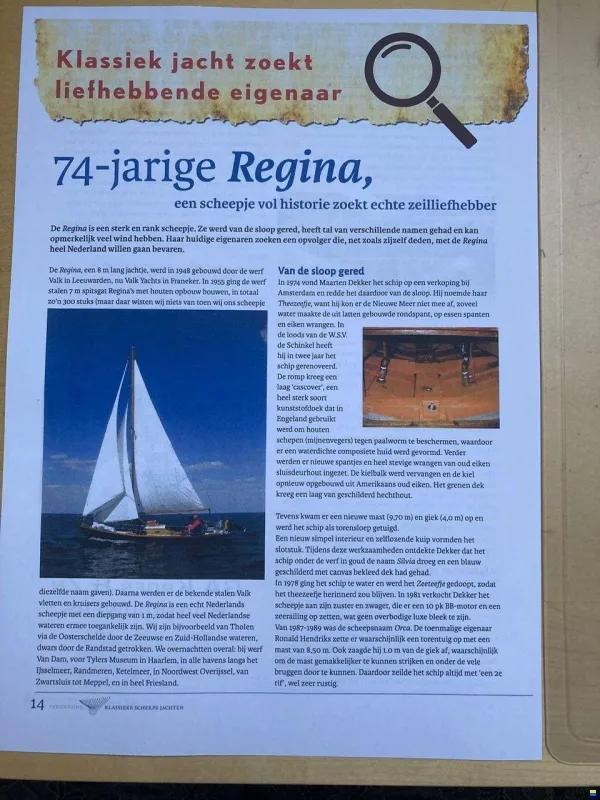 Klassiek jacht zoekt
liefhebbende eigenaar
74-jarige Regina,
een scheepje vol historie zoekt echte zeilliefhebber
De Regina is een sterk en rank scheepje. Ze werd van de sloop gered, heeft tal van verschillende namen gehad en kan
opmerkelijk veel wind hebben. Haar huidige eigenaren zoeken een opvolger die, net zoals zijzelf deden, met de Regina
heel Nederland willen gaan bevaren.
De Regina, een 8 m lang jachtje, werd in 1948 gebouwd door de werf
Valk in Leeuwarden, nu Valk Yachts in Franeker. In 1955 ging de werf
stalen 7 m spitsgat Regina's met houten opbouw bouwen, in totaal
zo'n 300 stuks (maar daar wisten wij niets van toen wij ons scheepje
diezelfde naam gaven). Daarna werden er de bekende stalen Valk
vletten en kruisers gebouwd. De Regina is een echt Nederlands
scheepje met een diepgang van 1 m, zodat heel veel Nederlandse
wateren ermee toegankelijk zijn. Wij zijn bijvoorbeeld van Tholen
via de Oosterschelde door de Zeeuwse en Zuid-Hollandse wateren,
dwars door de Randstad getrokken. We overnachtten overal: bij werf
Van Dam, voor Tylers Museum in Haarlem, in alle havens langs het
IJsselmeer, Randmeren, Ketelmeer, in Noordwest Overijssel, van
Zwartsluis tot Meppel, en in heel Friesland.
Van de sloop gered
In 1974 vond Maarten Dekker het schip op een verkoping bij
Amsterdam en redde het daardoor van de sloop. Hij noemde haar
Theezeefje, want hij kon er de Nieuwe Meer niet mee af, zoveel
water maakte de uit latten gebouwde rondspant, op essen spanten
en eiken wrangen. In
de loods van de W.S.V.
de Schinkel heeft
hij in twee jaar het
schip gerenoveerd.
De romp kreeg een
laag 'cascover', een
heel sterk soort
kunststofdoek dat in
Engeland gebruikt
werd om houten
schepen (mijnenvegers) tegen paalworm te beschermen, waardoor
er een waterdichte composiete huid werd gevormd. Verder
werden er nieuwe spantjes en heel stevige wrangen van oud eiken
sluisdeurhout ingezet. De kielbalk werd vervangen en de kiel
opnieuw opgebouwd uit Amerikaans oud eiken. Het grenen dek
kreeg een laag van geschilderd hechthout.
Tevens kwam er een nieuwe mast (9,70 m) en giek (4,0 m) op en
werd het schip als torensloep getuigd.
Een nieuw simpel interieur en zelflozende kuip vormden het
slotstuk. Tijdens deze werkzaamheden ontdekte Dekker dat het
schip onder de verf in goud de naam Silvia droeg en een blauw
geschilderd met canvas bekleed dek had gehad.
In 1978 ging het schip te water en werd het Zeeteefje gedoopt, zodat
het theezeefje herinnerd zou blijven. In 1981 verkocht Dekker het
scheepje aan zijn zuster en zwager, die er een 10 pk BB-motor en een
zeerailing op zetten, wat geen overbodige luxe bleek te zijn.
Van 1987-1989 was de scheepsnaam Orca. De toenmalige eigenaar
Ronald Hendriks zette er waarschijnlijk een torentuig op met een
mast van 8,50 m. Ook zaagde hij 1.0 m van de giek af, waarschijnlijk
om de mast gemakkelijker te kunnen strijken en onder de vele
bruggen door te kunnen. Daardoor zeilde het schip altijd met 'een 2e
rif', wel zeer rustig.
14
KLASSIEKE SCHERPE JACHTEN